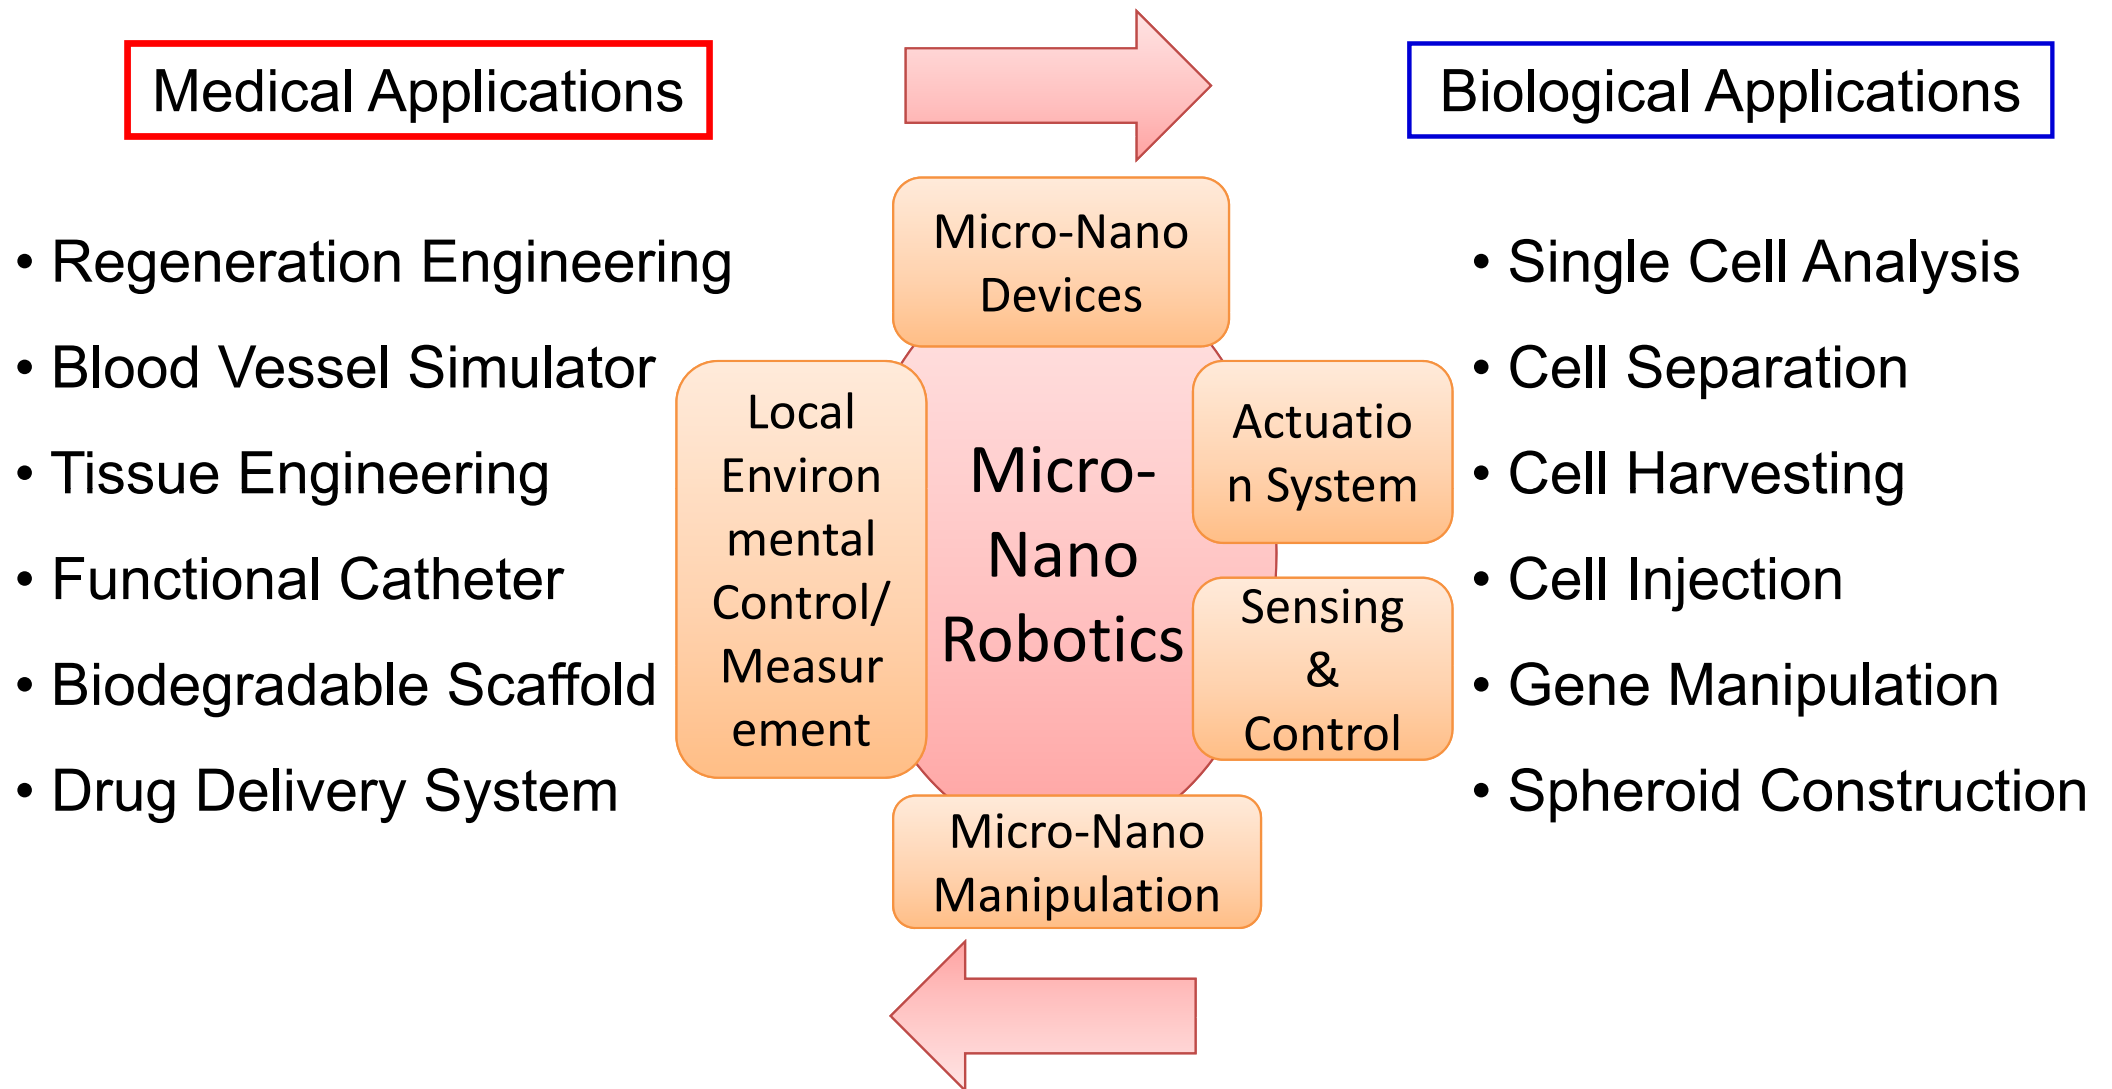 Medical Applications
Biological Applications
• Regeneration Engineering
• Blood Vessel Simulator
• Tissue Engineering
• Functional Catheter
• Biodegradable Scaffold
• Drug Delivery System
Micro-Nano
Devices
Local
Environ
mental
Control/
Measur
ement
Micro-
Nano
Robotics
Actuatio
n System
Sensing
&
Control
Micro-Nano
Manipulation
• Single Cell Analysis
• Cell Separation
• Cell Harvesting
• Cell Injection
• Gene Manipulation
• Spheroid Construction